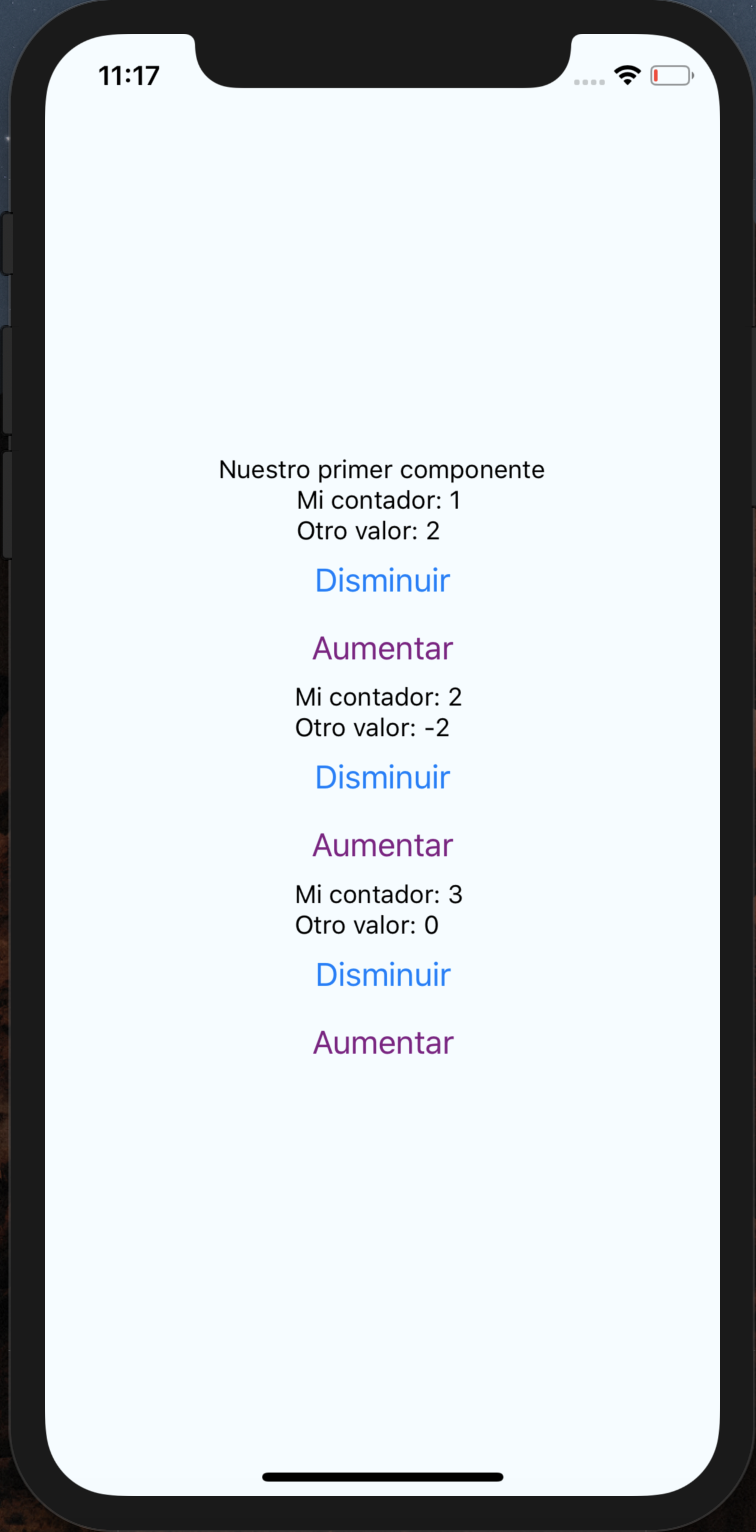 11:17
Nuestro primer componente
Mi contador: 1
Otro valor: 2
Disminuir
Aumentar
Mi contador: 2
Otro valor: -2
Disminuir
Aumentar
Mi contador: 3
Otro valor: 0
Disminuir
Aumentar